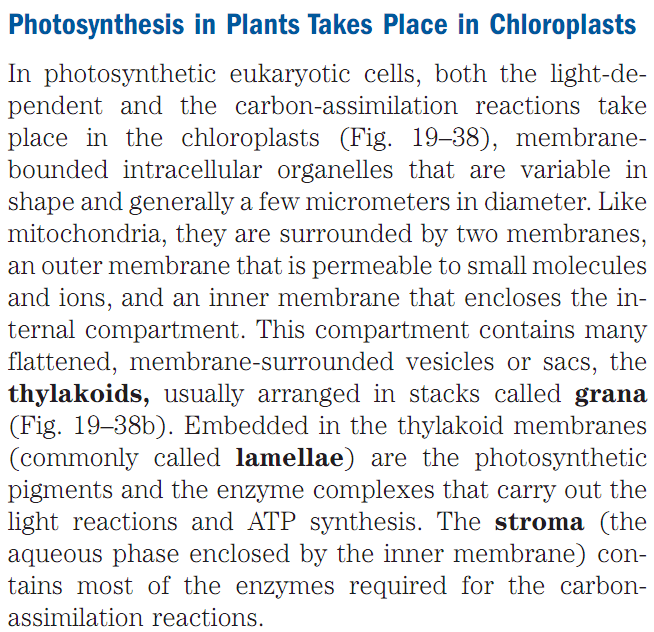 Photosynthesis in Plants Takes Place in Chloroplasts
In photosynthetic eukaryotic cells, both the light-de-
pendent and the carbon-assimilation reactions take
place in the chloroplasts (Fig. 19–38), membrane-
bounded intracellular organelles that are variable in
shape and generally a few micrometers in diameter. Like
mitochondria, they are surrounded by two membranes,
an outer membrane that is permeable to small molecules
and ions, and an inner membrane that encloses the in-
ternal compartment. This compartment contains many
flattened, membrane-surrounded vesicles or sacs, the
thylakoids, usually arranged in stacks called grana
(Fig. 19–38b). Embedded in the thylakoid membranes
(commonly called lamellae) are the photosynthetic
pigments and the enzyme complexes that carry out the
light reactions and ATP synthesis. The stroma (the
aqueous phase enclosed by the inner membrane) con-
tains most of the enzymes required for the carbon-
assimilation reactions.